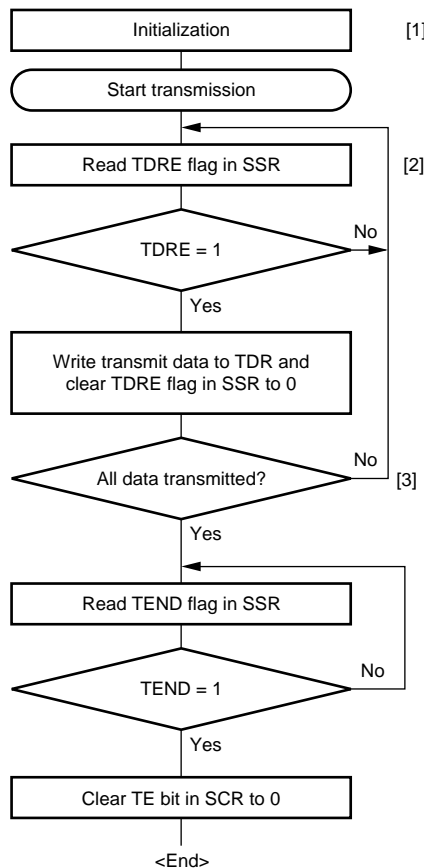 Initialization
[1]
Start transmission
Read TDRE flag in SSR
[2]
TDRE = 1
No
Yes
Write transmit data to TDR and
clear TDRE flag in SSR to 0
All data transmitted?
No
[3]
Yes
Read TEND flag in SSR
TEND = 1
No
Yes
Clear TE bit in SCR to 0
<End>